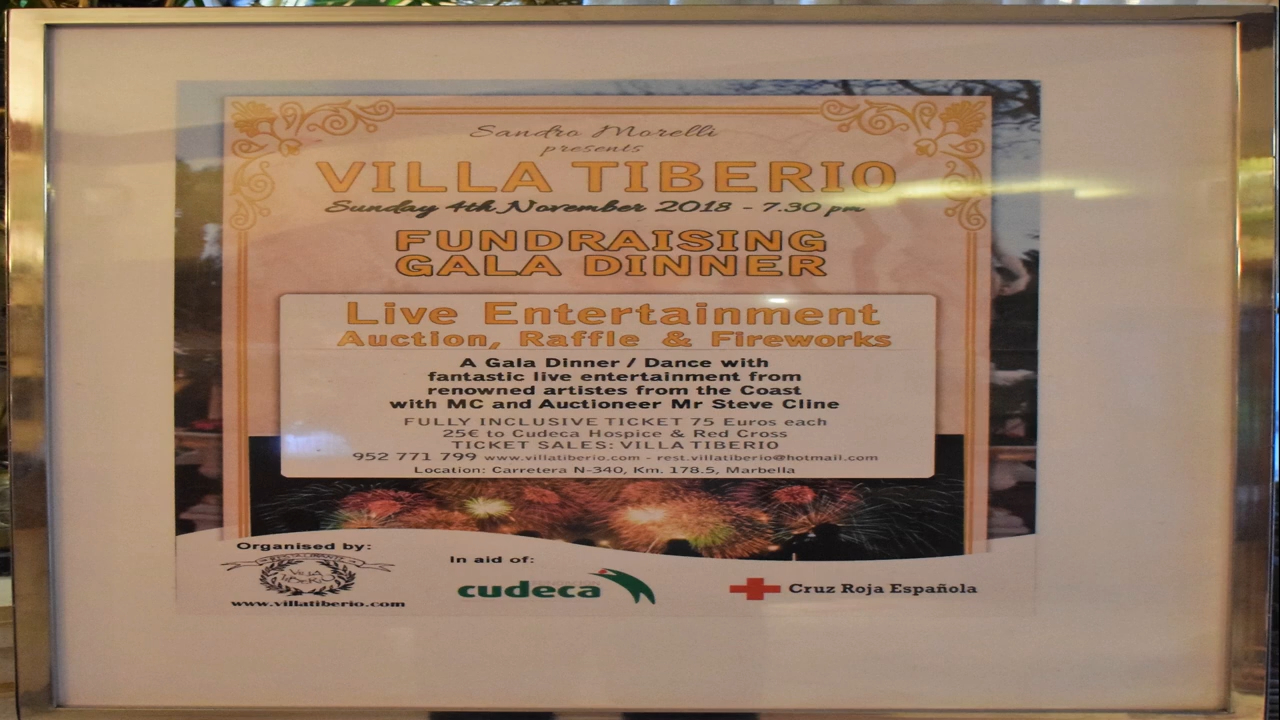 Sandro Morelli
presents
VILLA TIBERIO
Sunday 4th November 2018 - 7.30 pm
FUNDRAISING
GALA DINNER
Live Entertainment
Auction, Raffle & Fireworks
A Gala Dinner / Dance with
fantastic live entertainment from
renowned artistes from the Coast
with MC and Auctioneer Mr Steve Cline
FULLY INCLUSIVE TICKET 75 Euros each
25€ to Cudeca Hospice & Red Cross
TICKET SALES: VILLA TIBERIO
952 771 799 www.villatiberio.com - rest.villatiberio@hotmail.com
Location: Carretera N-340, Km. 178.5, Marbella
Organised by:
RESTAURANTE
VILLA
TIBERIO
www.villatiberio.com
In aid of:
cudeca
Cruz Roja Española